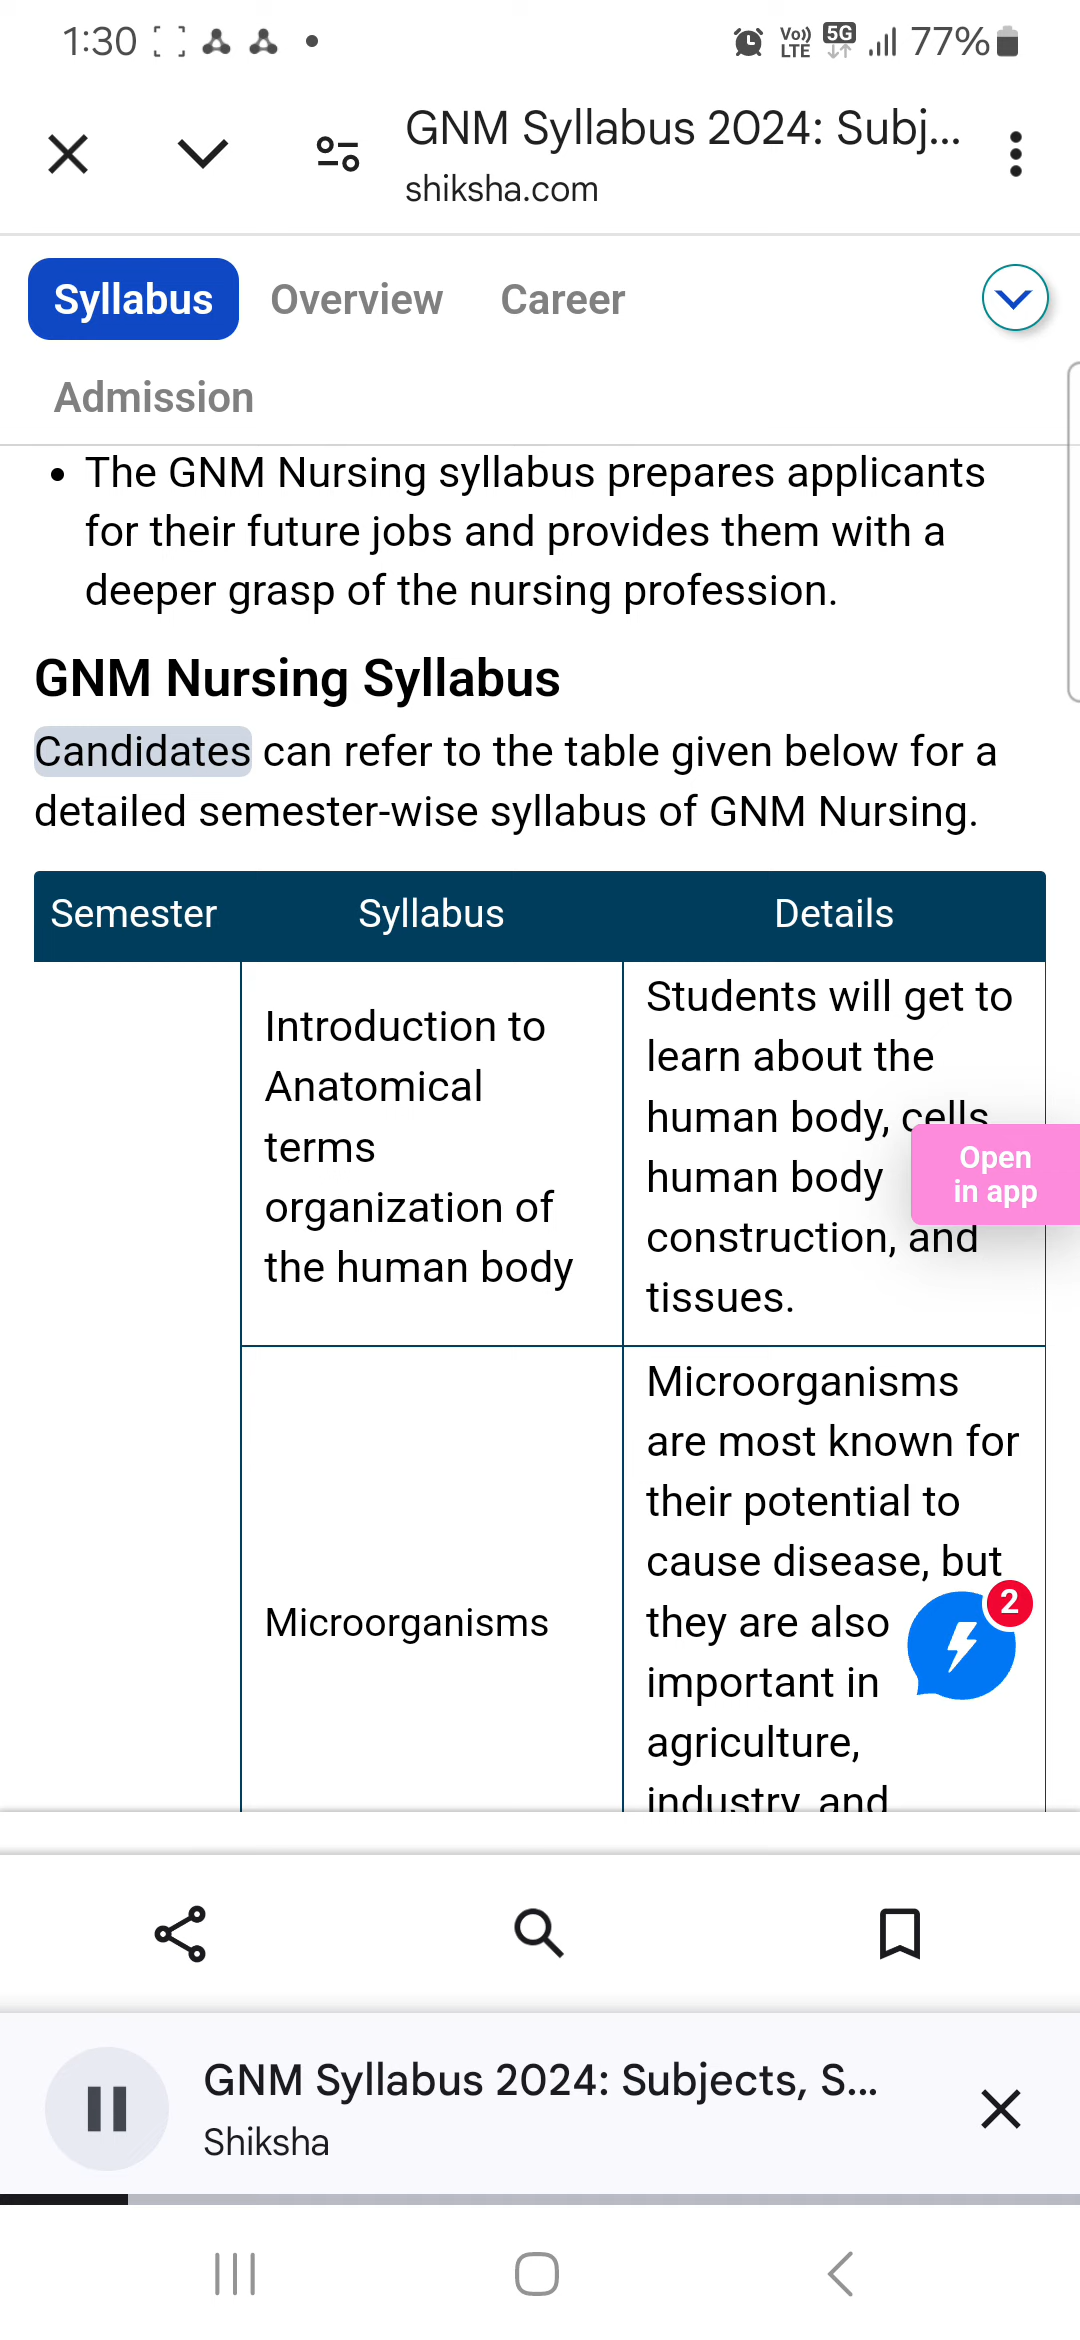 1:30
Vo)) LTE 5G 77%
GNM Syllabus 2024: Subj...
shiksha.com
Syllabus Overview Career
Admission
• The GNM Nursing syllabus prepares applicants
for their future jobs and provides them with a
deeper grasp of the nursing profession.
GNM Nursing Syllabus
Candidates can refer to the table given below for a
detailed semester-wise syllabus of GNM Nursing.
Semester Syllabus Details
Introduction to
Anatomical
terms
organization of
the human body
Students will get to
learn about the
human body, cells
human body
construction, and
tissues.
Open
in app
Microorganisms
Microorganisms
are most known for
their potential to
cause disease, but
they are also
important in
agriculture,
industry, and
2
GNM Syllabus 2024: Subjects, S...
Shiksha